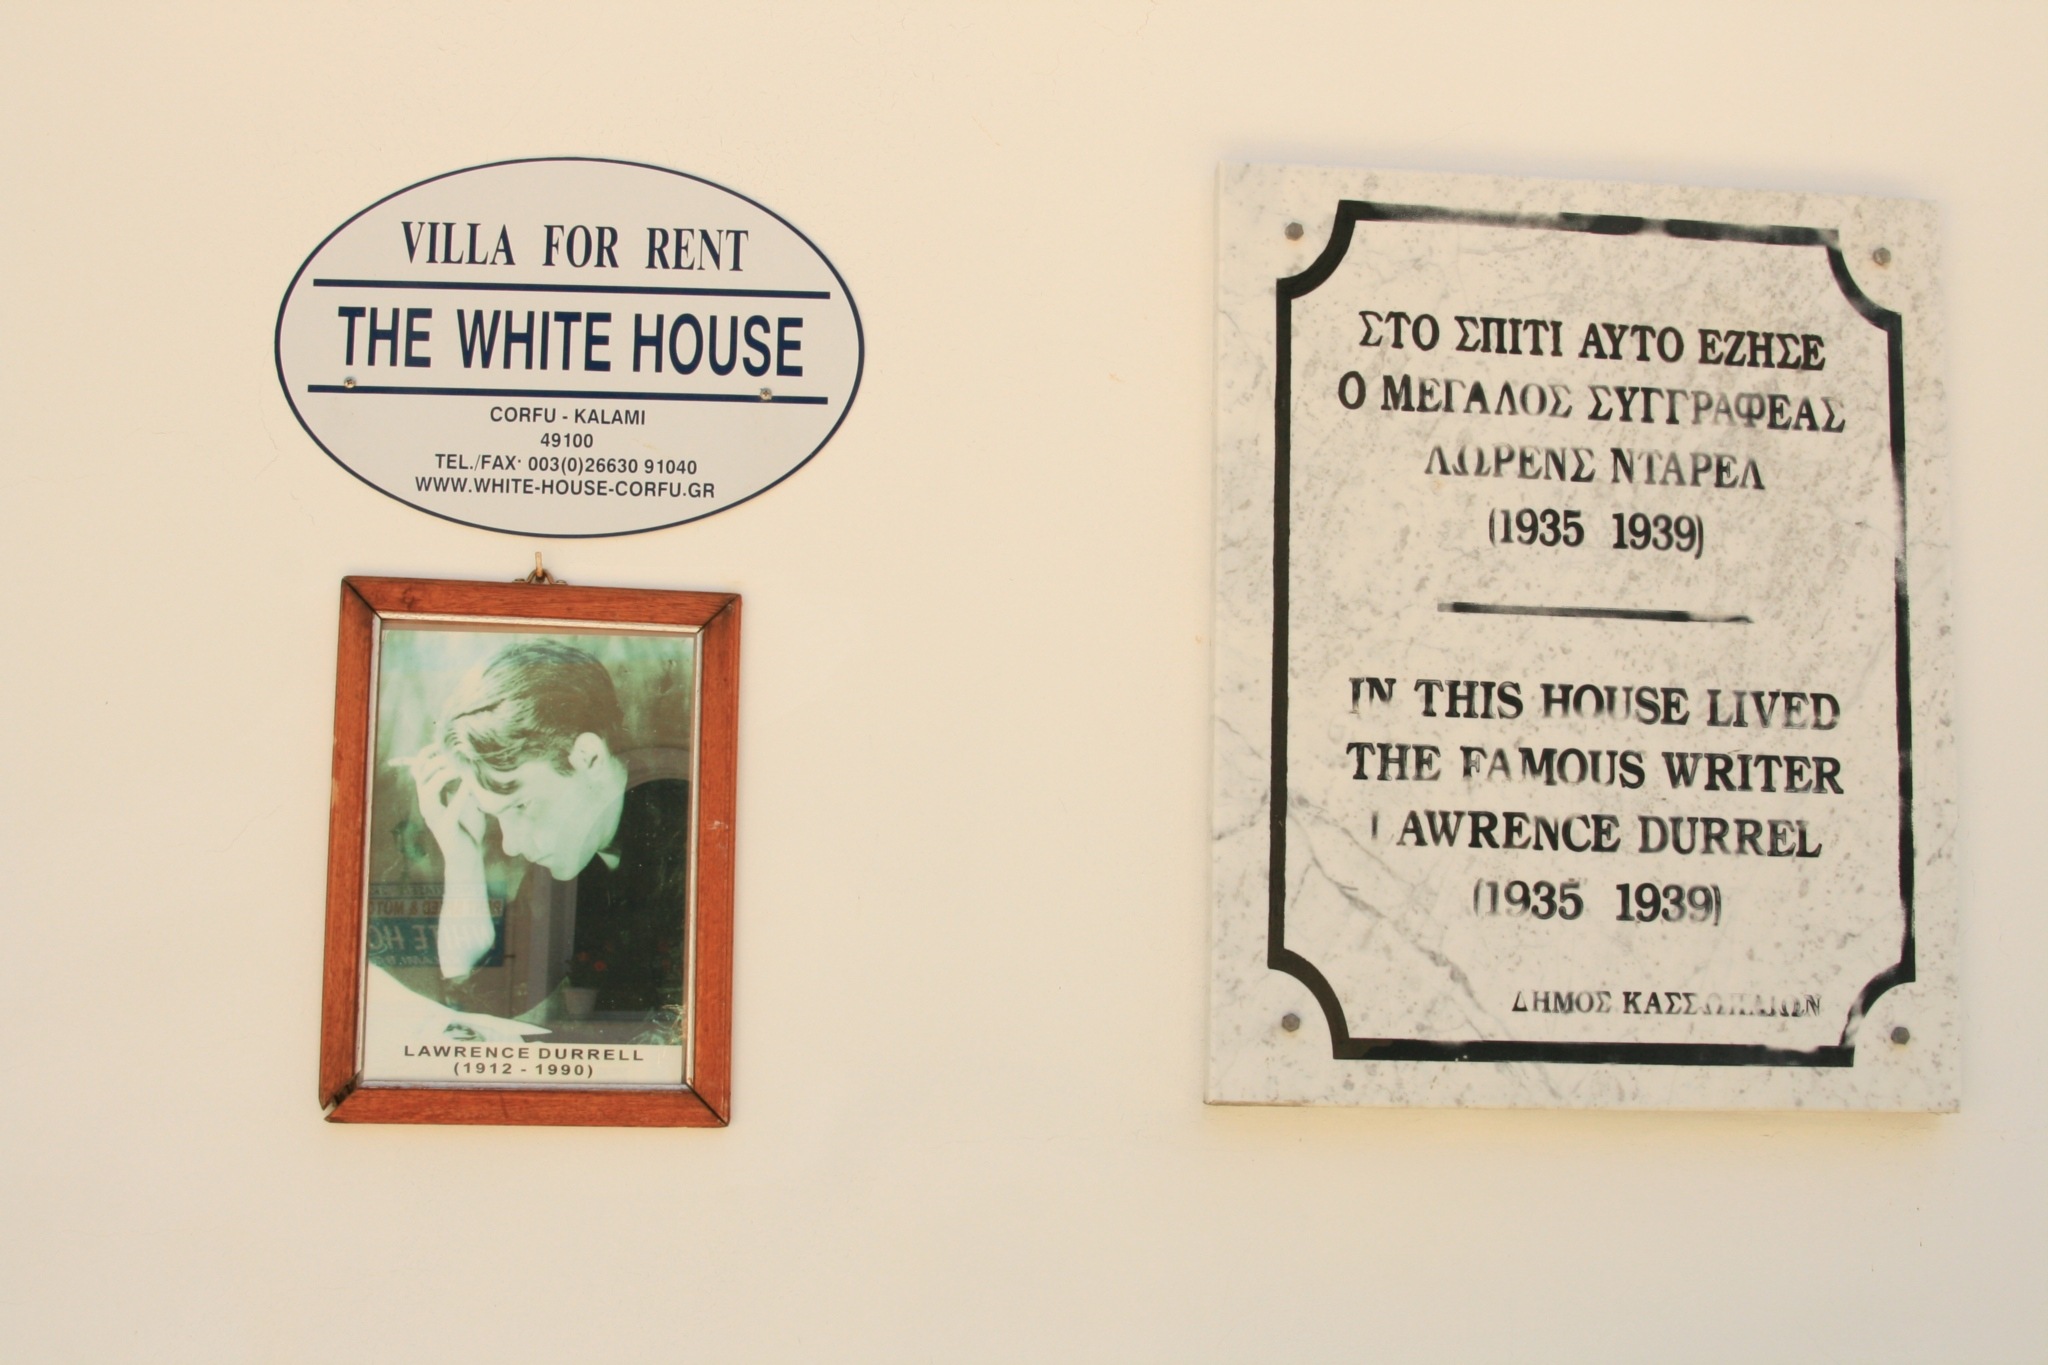 VILLA FOR RENT
THE WHITE HOUSE
CORFU - KALAMI
49100
TEL./FAX· 003(0)26630 91040
WWW.WHITE-HOUSE-CORFU.GR
LAWRENCE DURRELL
(1912 - 1990)
ΣΤΟ ΣΠΙΤΙ ΑΥΤΟ ΕΖΗΣΕ
Ο ΜΕΓΑΛΟΣ ΣΥΓΓΡΑΦΕΑΣ
ΛΩΡΕΝΣ ΝΤΑΡΕΛ
(1935 1939)
IN THIS HOUSE LIVED
THE FAMOUS WRITER
LAWRENCE DURREL
(1935 1939)
ΔΗΜΟΣ ΚΑΣΣΩΠΑΙΩΝ